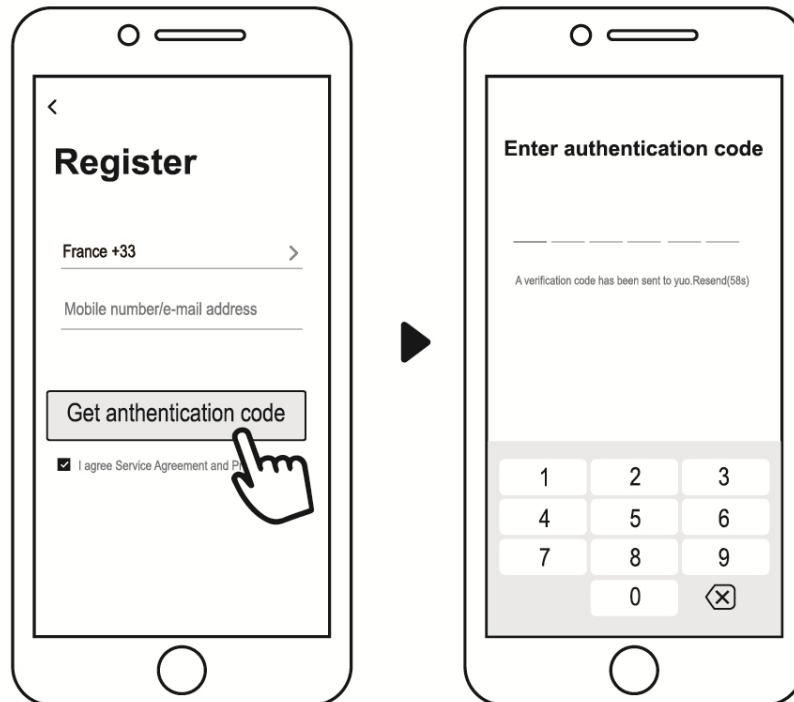 Register
France +33
Mobile number/e-mail address
Get anthentication code
I agree Service Agreement and
Enter authentication code
A verification code has been sent to yuo.Resend(58s)
1 2 3
4 5 6
7 8 9
0